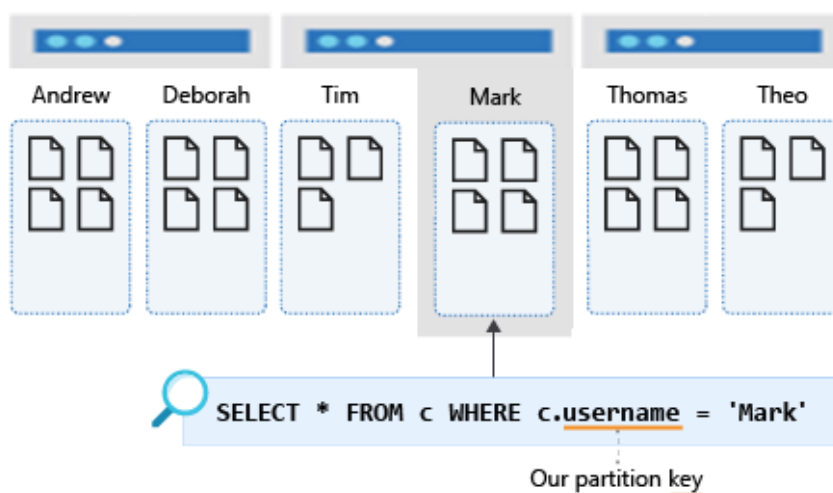 Andrew Deborah Tim Mark Thomas Theo
SELECT * FROM c WHERE c.username = 'Mark'
Our partition key